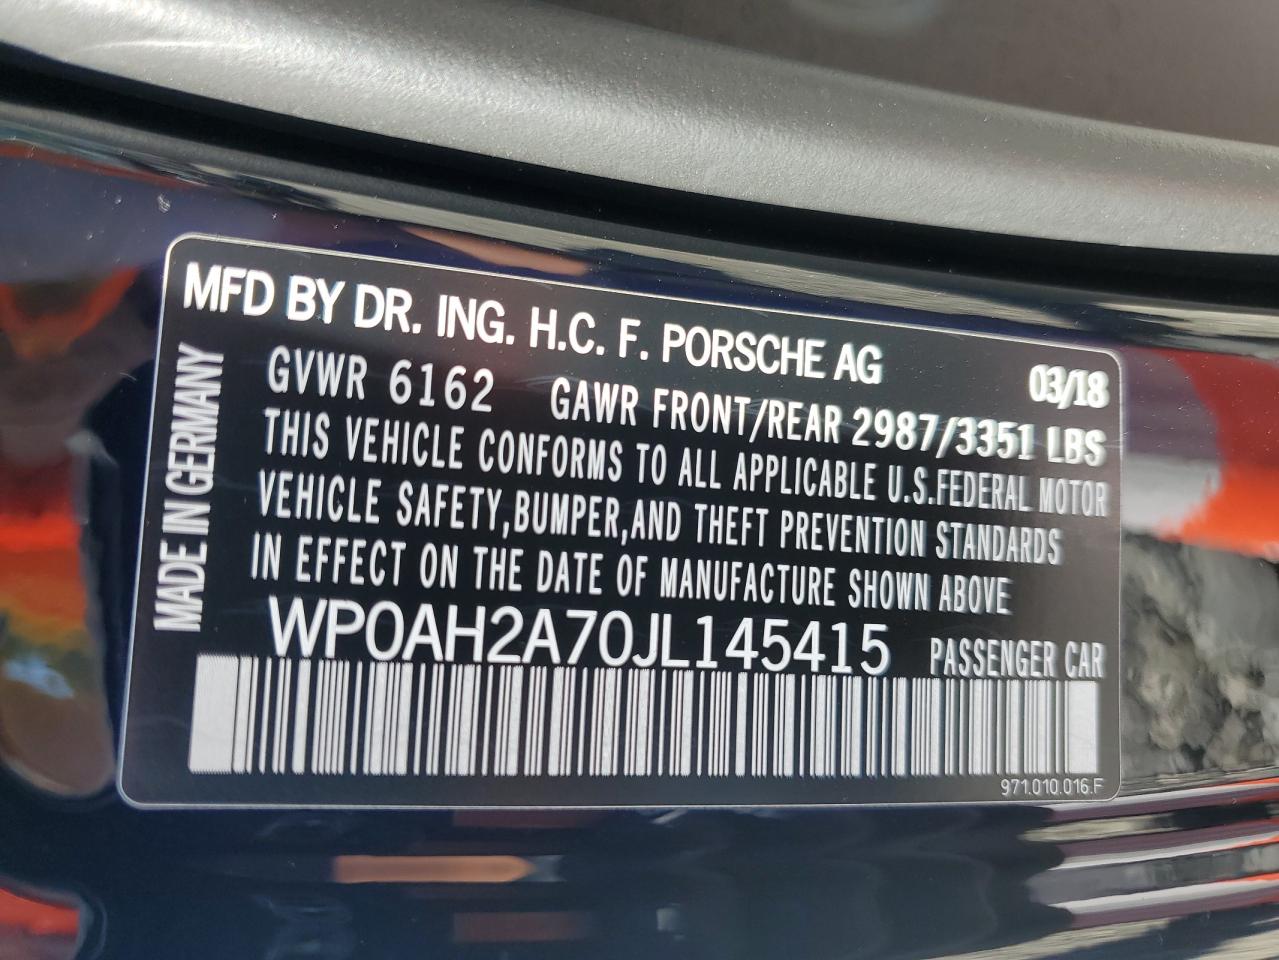 MFD BY DR. ING. H.C. F. PORSCHE AG 03/18
GVWR 6162 GAWR FRONT/REAR 2987/3351 LBS
THIS VEHICLE CONFORMS TO ALL APPLICABLE U.S.FEDERAL MOTOR
VEHICLE SAFETY,BUMPER,AND THEFT PREVENTION STANDARDS
IN EFFECT ON THE DATE OF MANUFACTURE SHOWN ABOVE
WP0AH2A70JL145415 PASSENGER CAR
971.010.016.F
MADE IN GERMANY